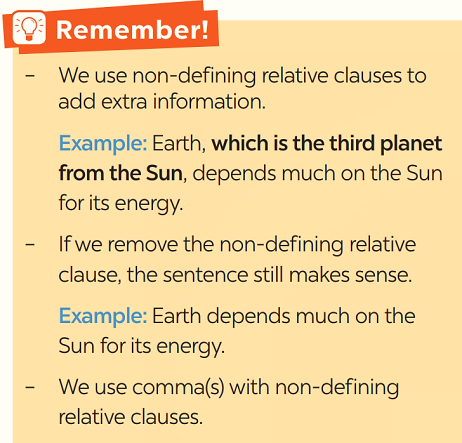 Remember!
– We use non-defining relative clauses to
add extra information.
Example: Earth, which is the third planet
from the Sun, depends much on the Sun
for its energy.
– If we remove the non-defining relative
clause, the sentence still makes sense.
Example: Earth depends much on the
Sun for its energy.
– We use comma(s) with non-defining
relative clauses.